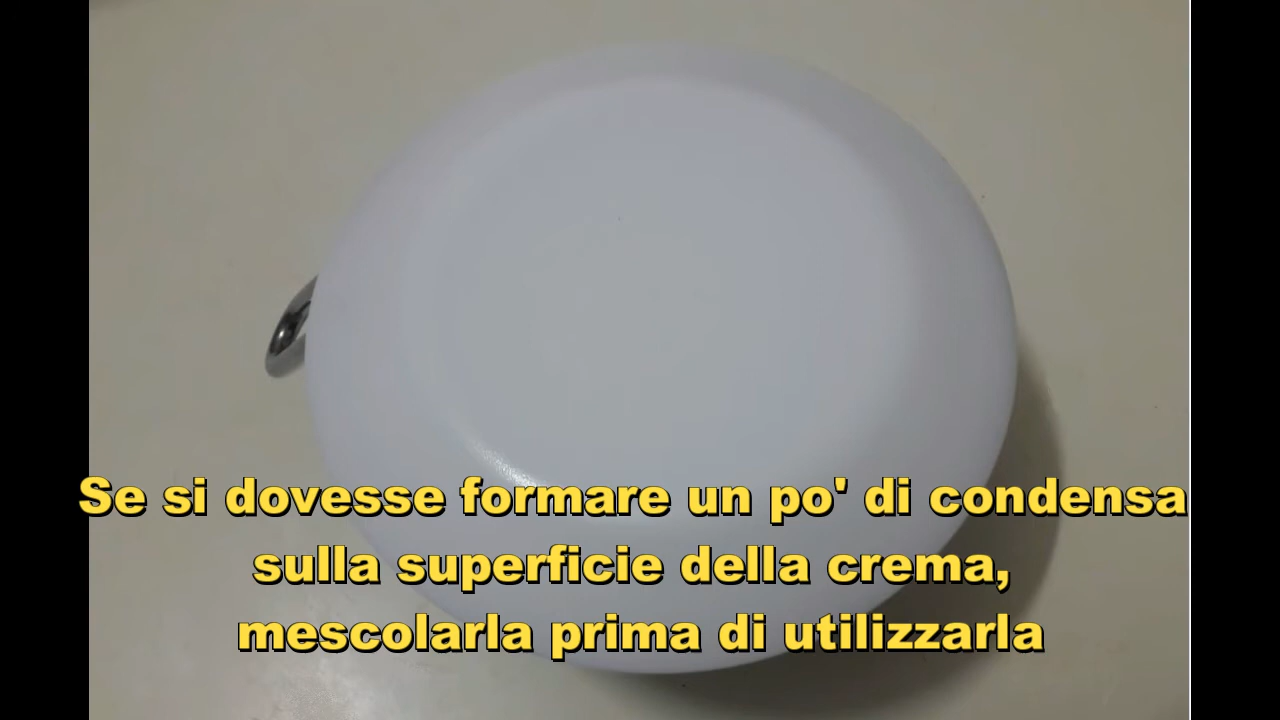 Se si dovesse formare un po' di condensa
sulla superficie della crema,
mescolarla prima di utilizzarla